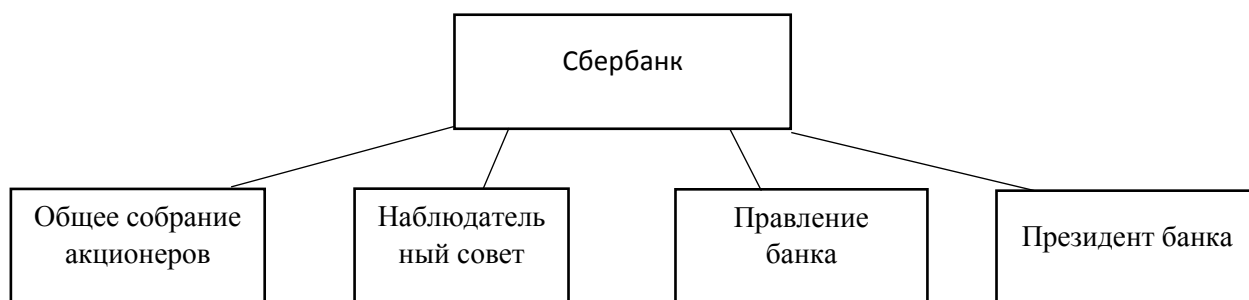 Сбербанк
Общее собрание
акционеров
Наблюдатель
ный совет
Правление
банка
Президент банка